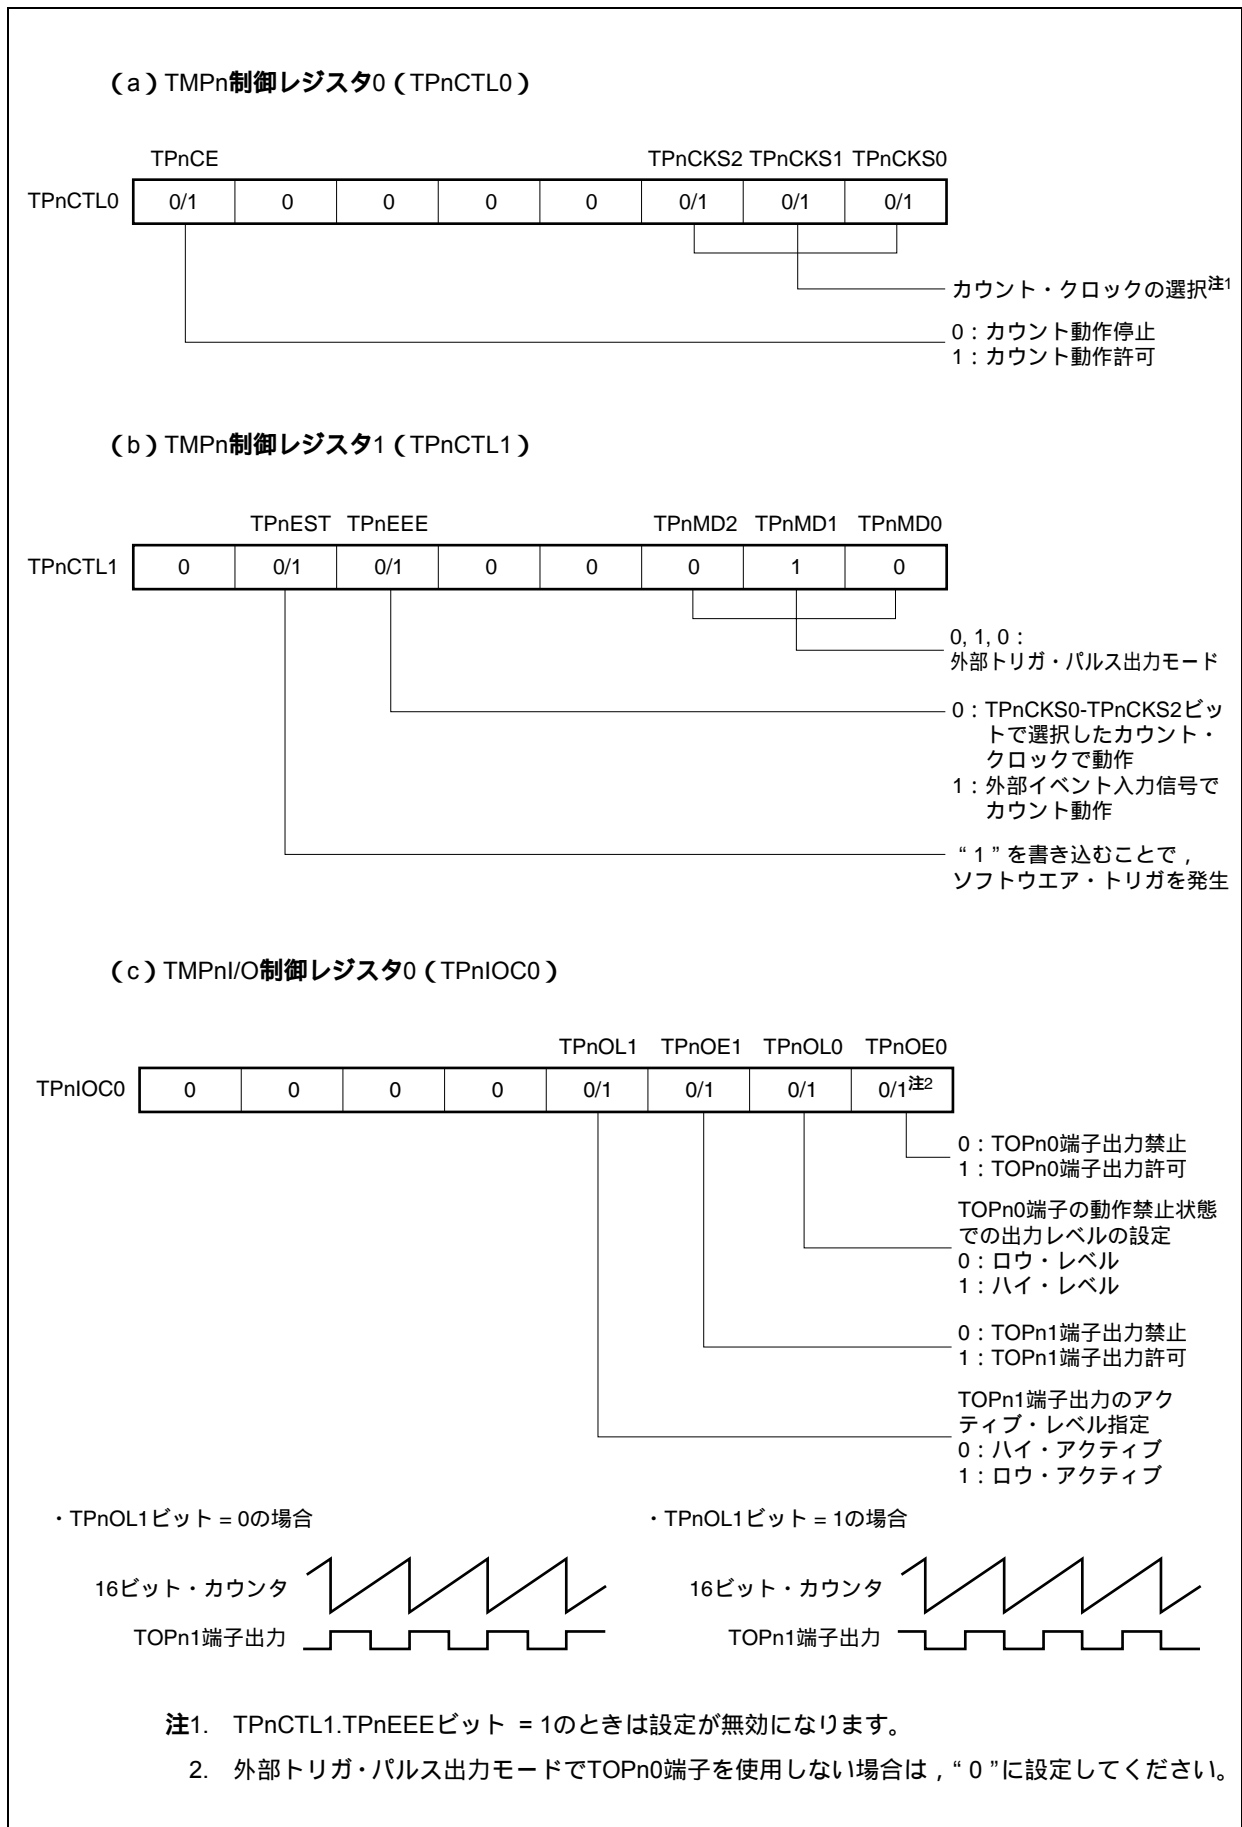 (a) TMPn制御レジスタ0 (TPnCTL0)
TPnCE TPnCKS2 TPnCKS1 TPnCKS0
TPnCTL0 0/1 0 0 0 0 0/1 0/1 0/1
カウント・クロックの選択注1
0:カウント動作停止
1:カウント動作許可
(b) TMPn制御レジスタ1 (TPnCTL1)
TPnEST TPnEEE TPnMD2 TPnMD1 TPnMD0
TPnCTL1 0 0/1 0/1 0 0 0 1 0
0, 1, 0:
外部トリガ・パルス出力モード
0:TPnCKS0-TPnCKS2ビッ
トで選択したカウント・
クロックで動作
1:外部イベント入力信号で
カウント動作
“1”を書き込むことで,
ソフトウエア・トリガを発生
(c) TMPnI/O制御レジスタ0 (TPnIOC0)
TPnOL1 TPnOE1 TPnOL0 TPnOE0
TPnIOC0 0 0 0 0 0/1 0/1 0/1 0/1注2
0:TOPn0端子出力禁止
1:TOPn0端子出力許可
TOPn0端子の動作禁止状態
での出力レベルの設定
0:ロウ・レベル
1:ハイ・レベル
0:TOPn1端子出力禁止
1:TOPn1端子出力許可
TOPn1端子出力のアク
ティブ・レベル指定
0:ハイ・アクティブ
1:ロウ・アクティブ
・TPnOL1ビット = 0の場合
16ビット・カウンタ
TOPn1端子出力
・TPnOL1ビット = 1の場合
16ビット・カウンタ
TOPn1端子出力
注1. TPnCTL1.TPnEEEビット = 1のときは設定が無効になります。
2. 外部トリガ・パルス出力モードでTOPn0端子を使用しない場合は,“0”に設定してください。